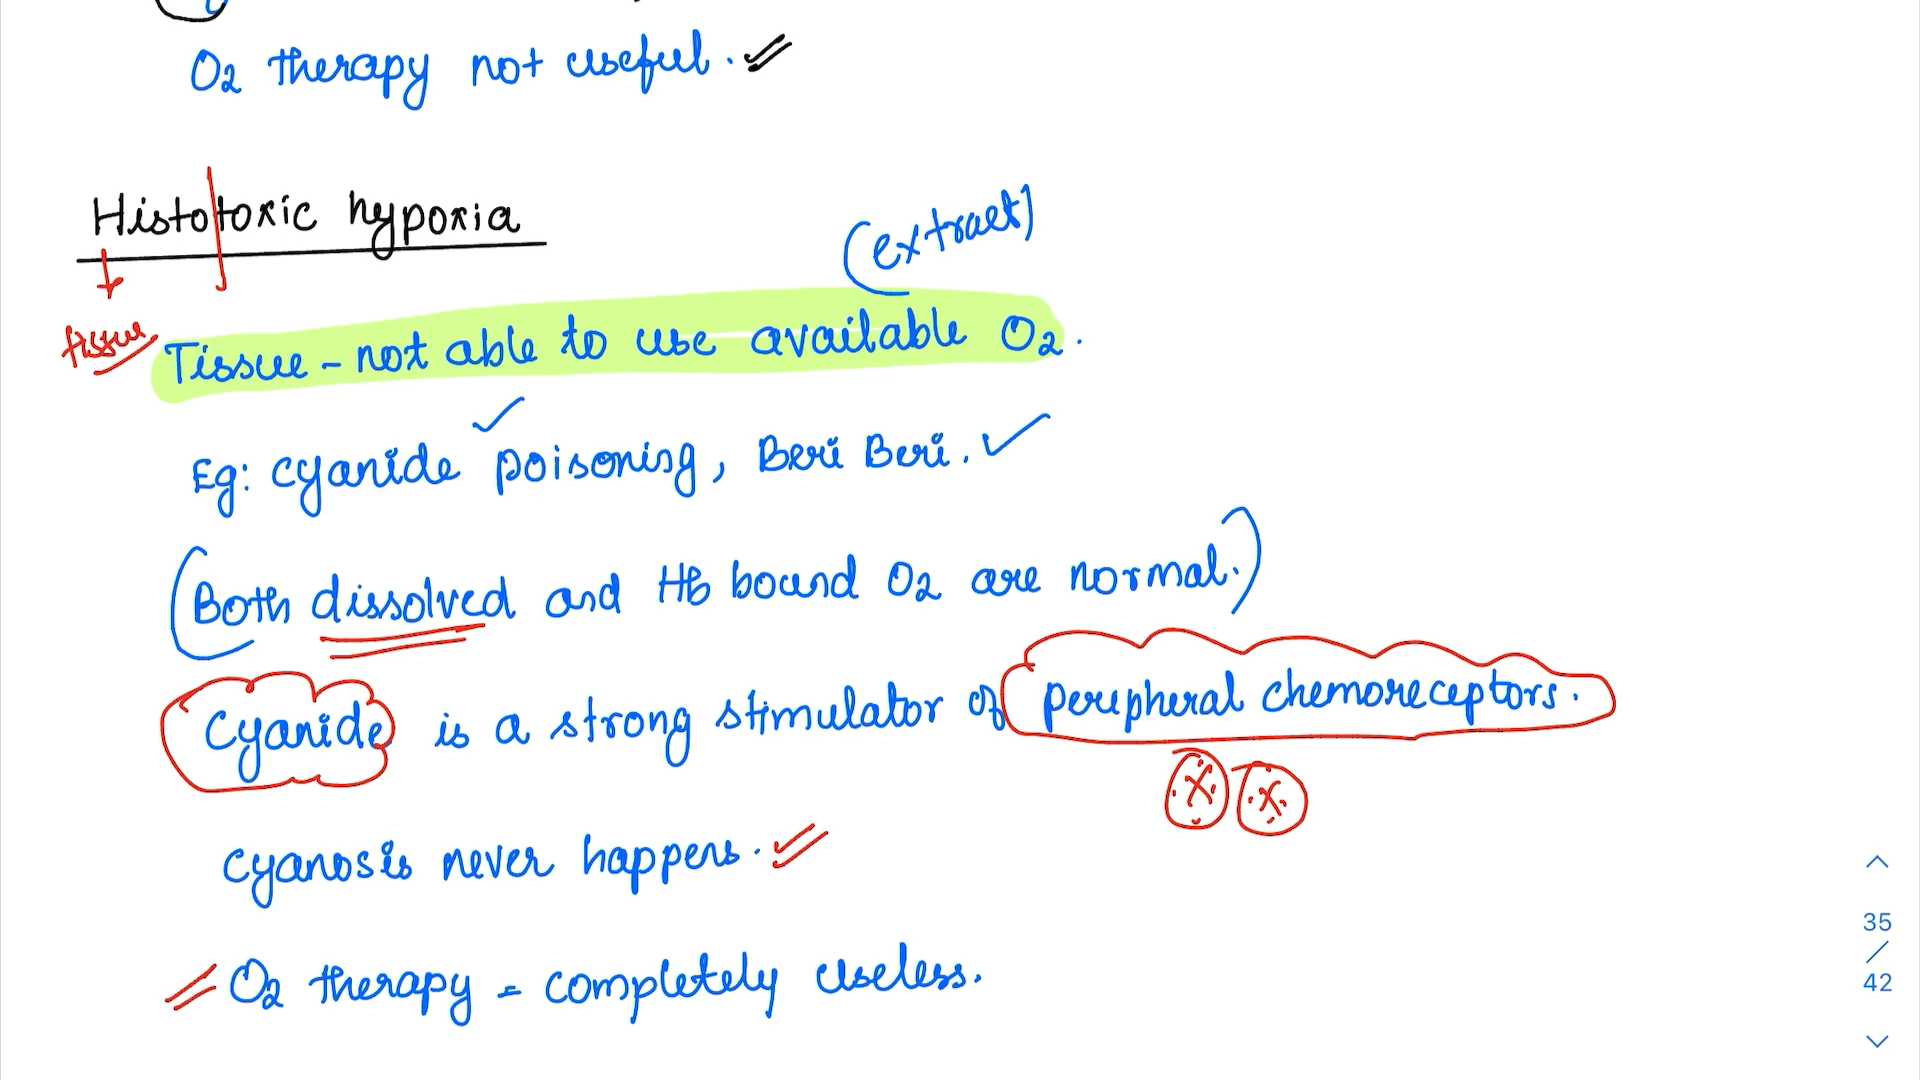 O2 therapy not useful.
Histotoxic hypoxia
(extract)
tissue
Tissue - not able to use available O2.
Eg: cyanide poisoning, Beri Beri.
(Both dissolved and Hb bound O2 are normal.)
Cyanide is a strong stimulator of peripheral chemoreceptors.
cyanosis never happens.
O2 therapy = completely useless.
35
/
42